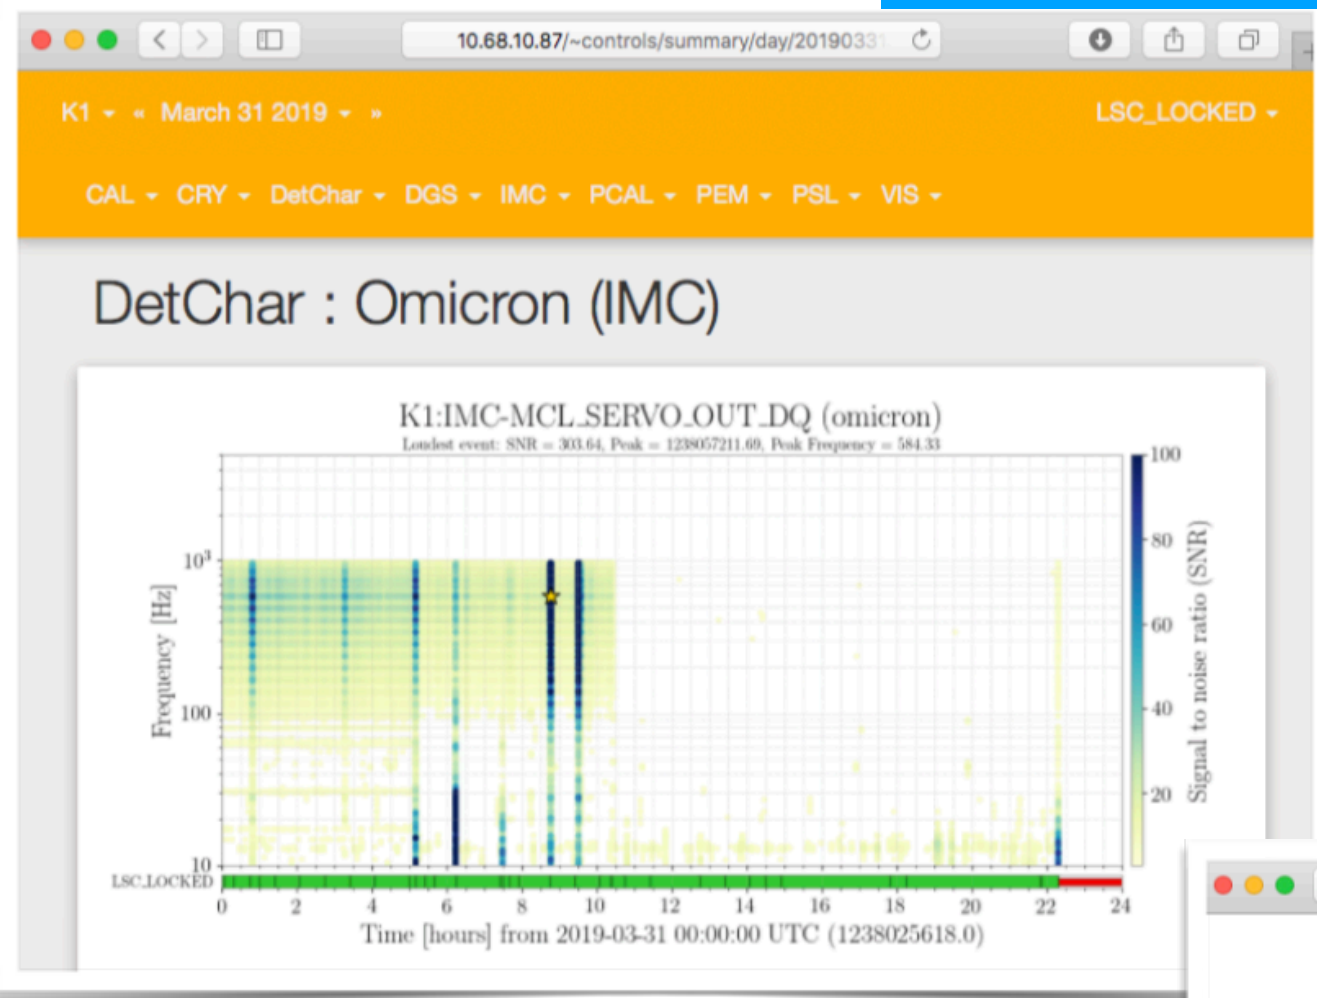 10.68.10.87/~controls/summary/day/20190331
K1 « March 31 2019 » LSC_LOCKED
CAL CRY DetChar DGS IMC PCAL PEM PSL VIS
DetChar : Omicron (IMC)
K1:IMC-MCL_SERVO_OUT_DQ (omicron)
Loudest event: SNR = 303.64, Peak = 1238057211.69, Peak Frequency = 584.33
10³
100
10
Frequency [Hz]
100
80
60
40
20
Signal to noise ratio (SNR)
LSC_LOCKED
0 2 4 6 8 10 12 14 16 18 20 22 24
Time [hours] from 2019-03-31 00:00:00 UTC (1238025618.0)